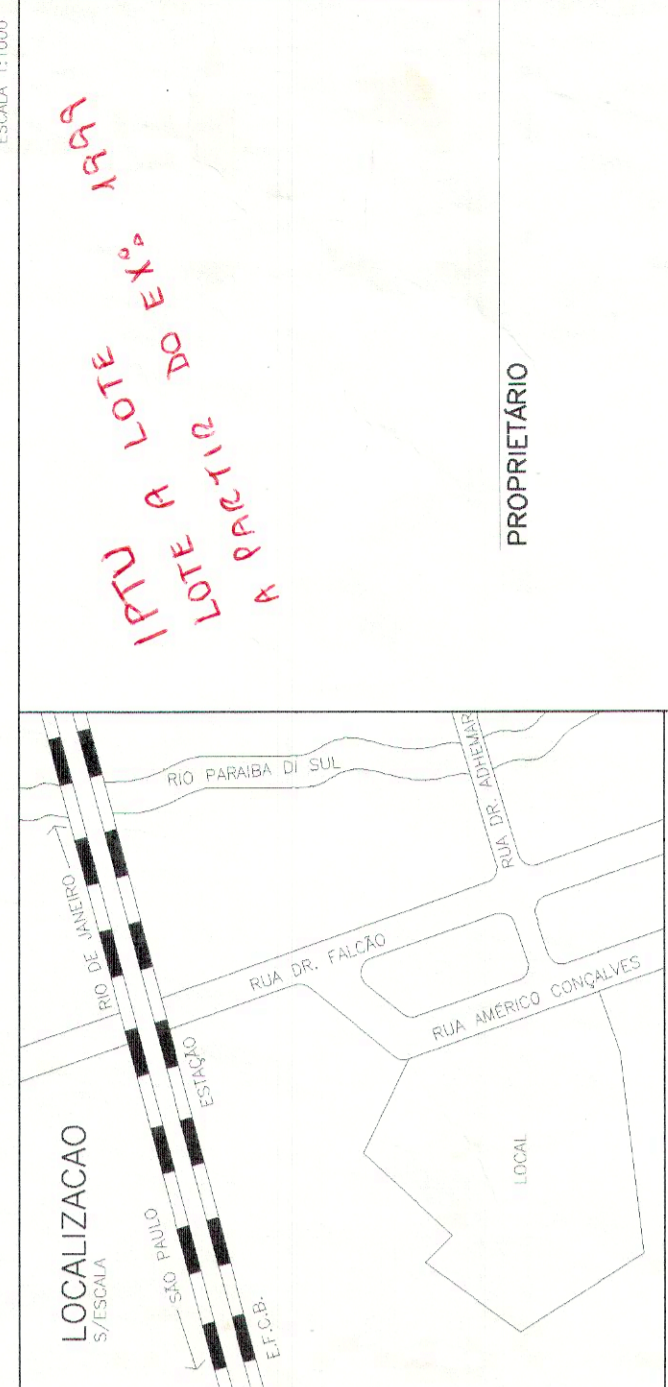 ESCALA 1:1000
LOCALIZACAO
S/ESCALA
SÃO PAULO
RIO DE JANEIRO
E.F.C.B.
ESTAÇÃO
RIO PARAIBA DI SUL
RUA DR. FALCÃO
RUA DR. ADHEMAR
RUA AMÉRICO CONÇALVES
LOCAL
IPTU
LOTE A LOTE
A PARTIR DO EXº. 1999
PROPRIETÁRIO